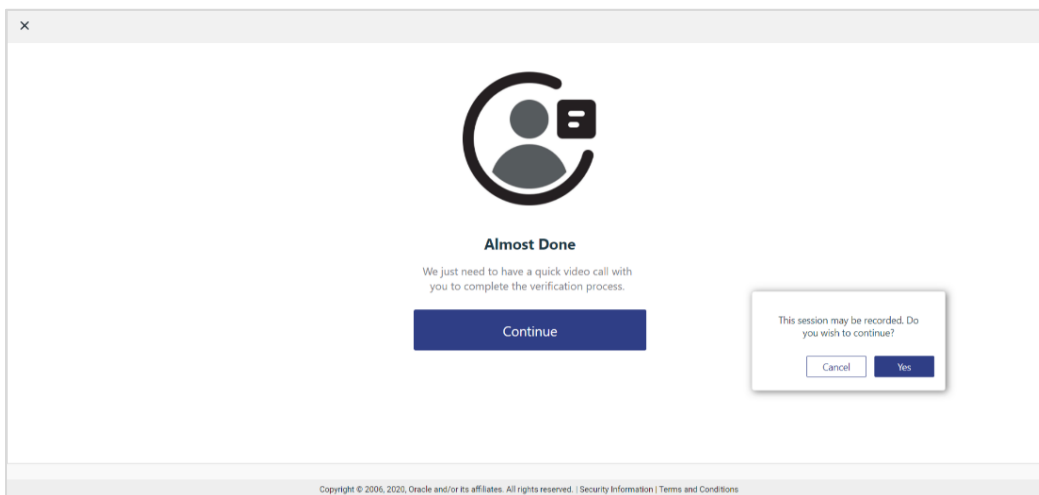 Almost Done
We just need to have a quick video call with
you to complete the verification process.
Continue
This session may be recorded. Do
you wish to continue?
Cancel Yes
Copyright © 2006, 2020, Oracle and/or its affiliates. All rights reserved. | Security Information | Terms and Conditions